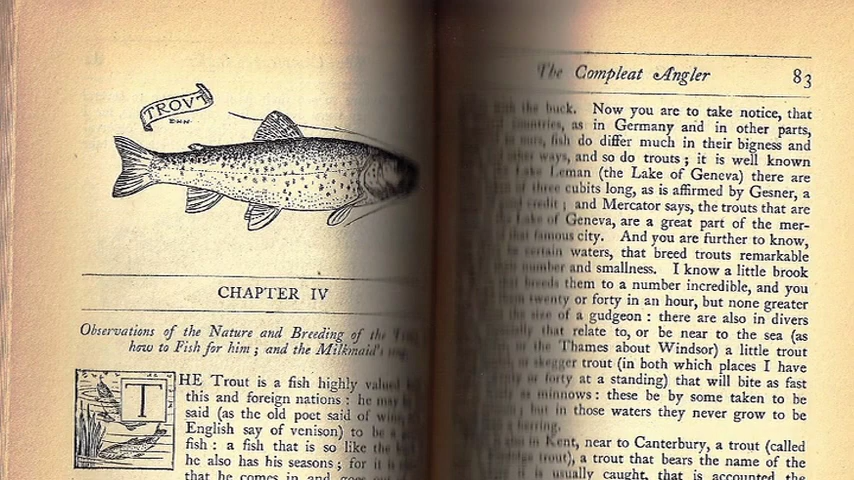 TROVT
CHAPTER IV
Observations of the Nature and Breeding of the
how to Fish for him ; and the Milkmaid's
THE Trout is a fish highly valued
this and foreign nations : he may
said (as the old poet said of wine,
English say of venison) to be a
fish : a fish that is so like the
he also has his seasons ; for it is
that he comes in and goes out
The Compleat Angler 83
the buck. Now you are to take notice, that
countries, as in Germany and in other parts,
fish do differ much in their bigness and
other ways, and so do trouts ; it is well known
Lake Leman (the Lake of Geneva) there are
of three cubits long, as is affirmed by Gesner, a
credit ; and Mercator says, the trouts that are
Lake of Geneva, are a great part of the mer-
that famous city. And you are further to know,
certain waters, that breed trouts remarkable
number and smallness. I know a little brook
breeds them to a number incredible, and you
twenty or forty in an hour, but none greater
the size of a gudgeon : there are also in divers
that relate to, or be near to the sea (as
or the Thames about Windsor) a little trout
skegger trout (in both which places I have
or forty at a standing) that will bite as fast
as minnows : these be by some taken to be
; but in those waters they never grow to be
herring.
also in Kent, near to Canterbury, a trout (called
trout), a trout that bears the name of the
it is usually caught, that is accounted the